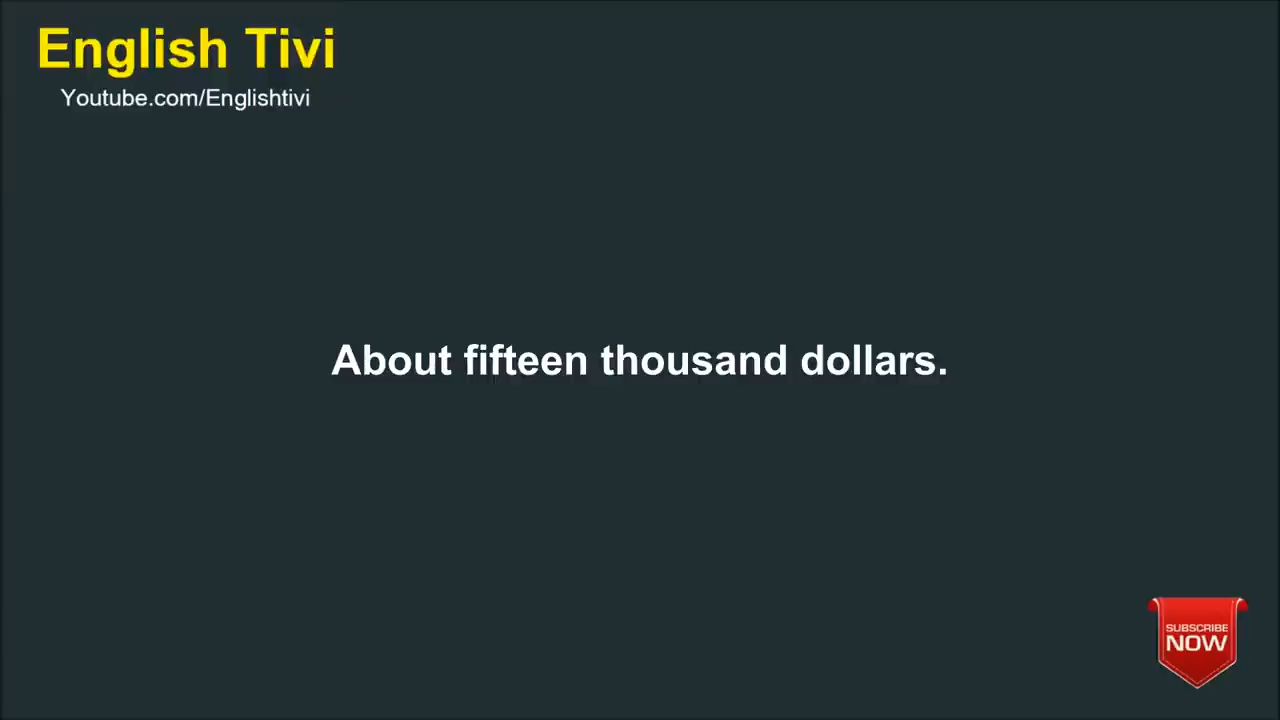 English Tivi
Youtube.com/Englishtivi
About fifteen thousand dollars.
SUBSCRIBE
NOW